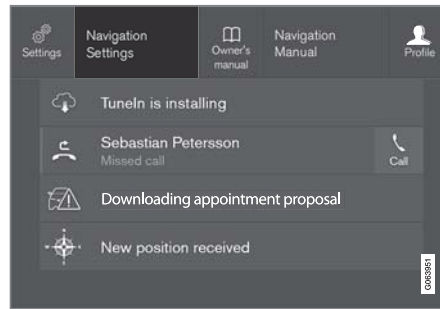 Settings
Navigation
Settings
Owner's
manual
Navigation
Manual
Profile
TuneIn is installing
Sebastian Petersson
Missed call
Call
Downloading appointment proposal
New position received
G063951